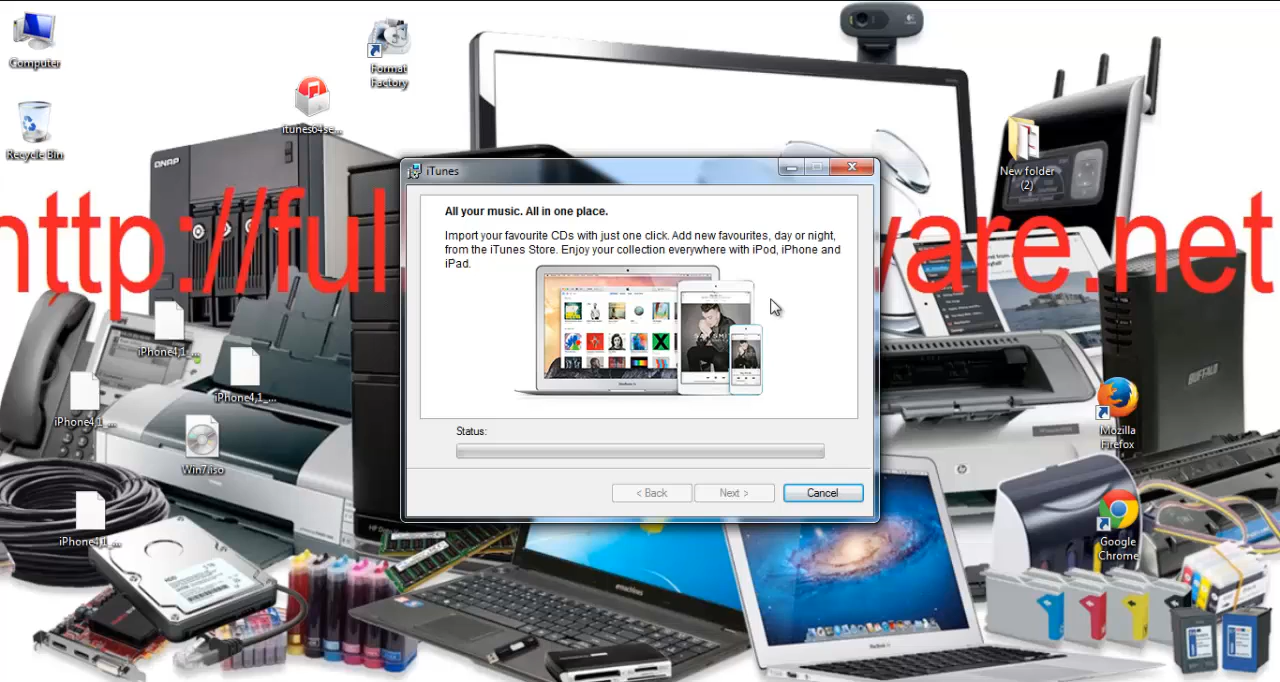 Computer
Format
Factory
itunes64se...
Recycle Bin
QNAP
New folder
(2)
http://ful
are.net
iTunes
All your music. All in one place.
Import your favourite CDs with just one click. Add new favourites, day or night,
from the iTunes Store. Enjoy your collection everywhere with iPod, iPhone and
iPad.
iPhone4,1_...
iPhone4,1_...
iPhone4,1_...
BUFFALO
Mozilla
Firefox
Win7.iso
Status:
< Back
Next >
Cancel
iPhone4,1_...
Google
Chrome